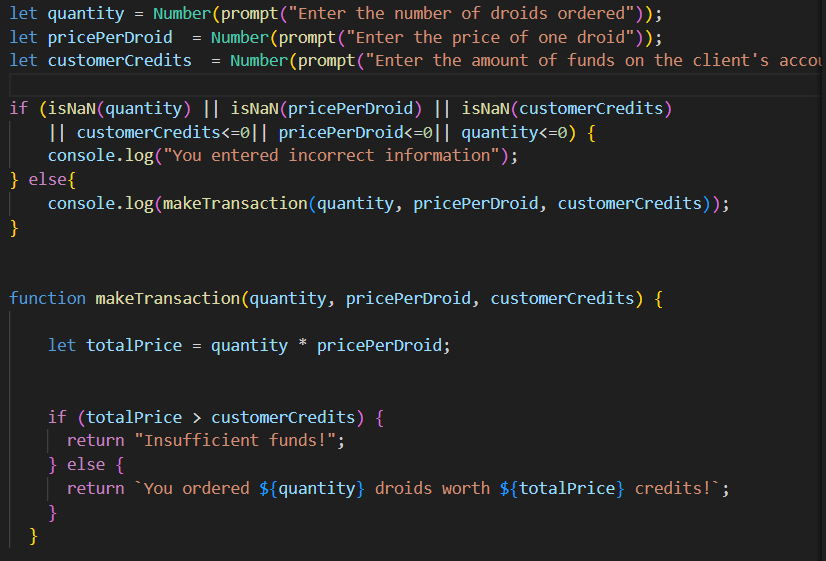 let quantity = Number(prompt("Enter the number of droids ordered"));
let pricePerDroid  = Number(prompt("Enter the price of one droid"));
let customerCredits  = Number(prompt("Enter the amount of funds on the client's
if (isNaN(quantity) || isNaN(pricePerDroid) || isNaN(customerCredits)
    || customerCredits<=0|| pricePerDroid<=0|| quantity<=0) {
    console.log("You entered incorrect information");
} else{
    console.log(makeTransaction(quantity, pricePerDroid, customerCredits));
}
function makeTransaction(quantity, pricePerDroid, customerCredits) {
    let totalPrice = quantity * pricePerDroid;
    if (totalPrice > customerCredits) {
      return "Insufficient funds!";
    } else {
      return `You ordered ${quantity} droids worth ${totalPrice} credits!`;
    }
  }